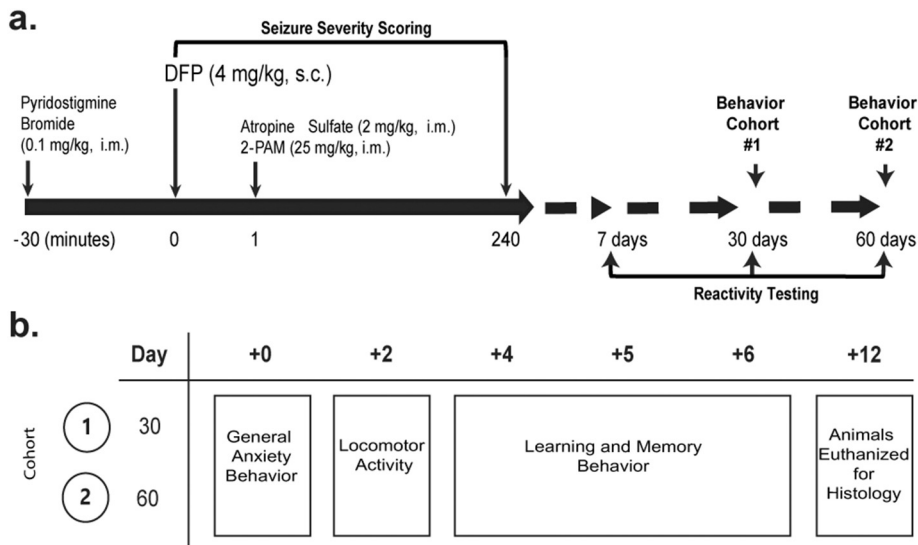 a.
Seizure Severity Scoring
DFP (4 mg/kg, s.c.)
Pyridostigmine
Bromide
(0.1 mg/kg, i.m.)
Atropine Sulfate (2 mg/kg, i.m.)
2-PAM (25 mg/kg, i.m.)
Behavior
Cohort
#1
Behavior
Cohort
#2
-30 (minutes) 0 1 240 7 days 30 days 60 days
Reactivity Testing
b.
Day +0 +2 +4 +5 +6 +12
Cohort
1 30
2 60
General
Anxiety
Behavior
Locomotor
Activity
Learning and Memory
Behavior
Animals
Euthanized
for
Histology